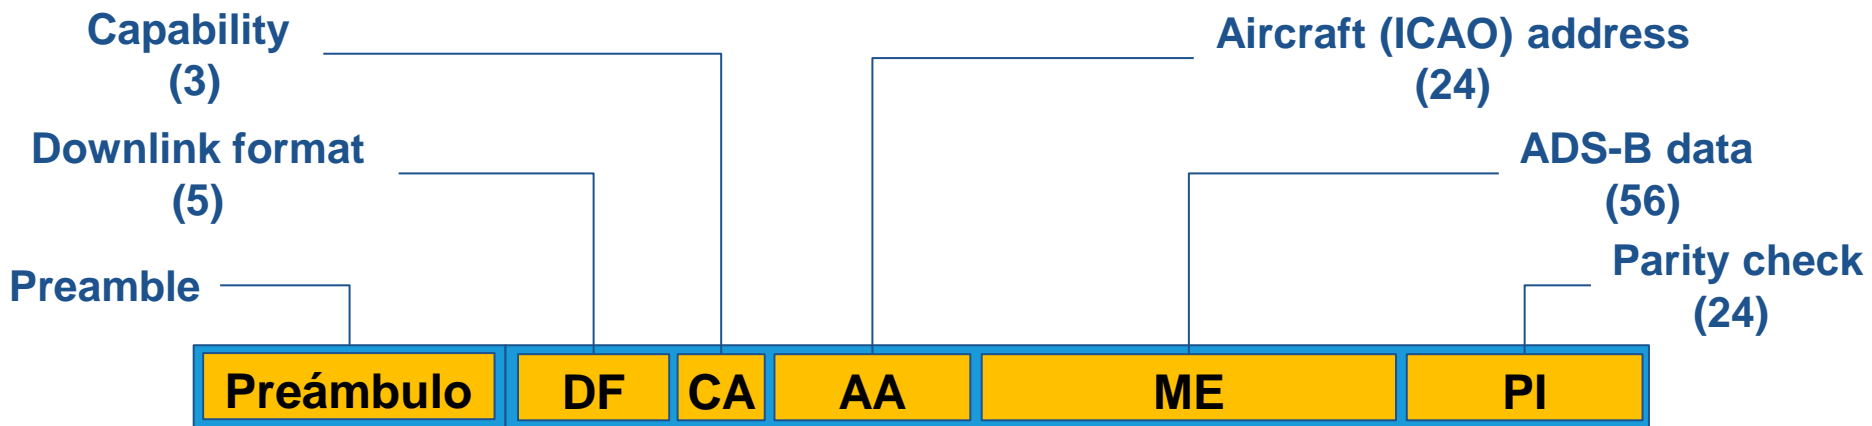 Capability
(3)
Aircraft (ICAO) address
(24)
Downlink format
(5)
ADS-B data
(56)
Preamble
Parity check
(24)
Preámbulo DF CA AA ME PI